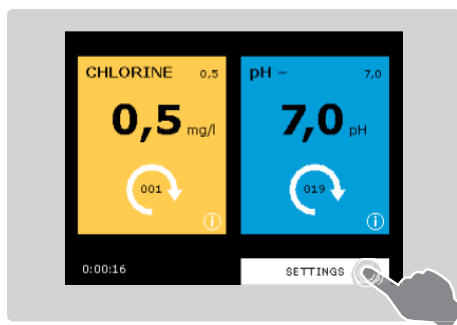 CHLORINE 0,5
0,5 mg/l
001
i
pH – 7,0
7,0 pH
019
i
0:00:16
SETTINGS